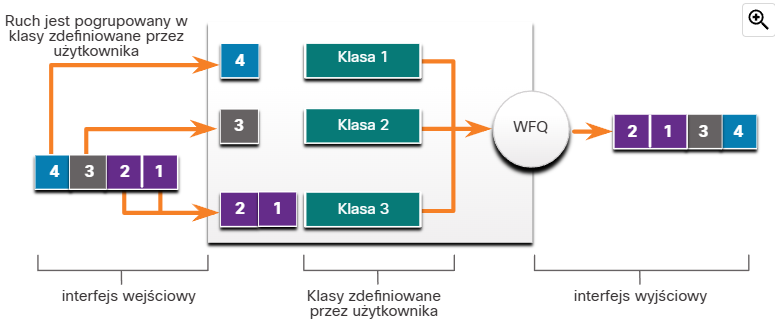 Ruch jest pogrupowany w
klasy zdefiniowane przez
użytkownika
4
Klasa 1
3
Klasa 2
WFQ
2 1 3 4
4 3 2 1
2 1
Klasa 3
interfejs wejściowy
Klasy zdefiniowane
przez użytkownika
interfejs wyjściowy